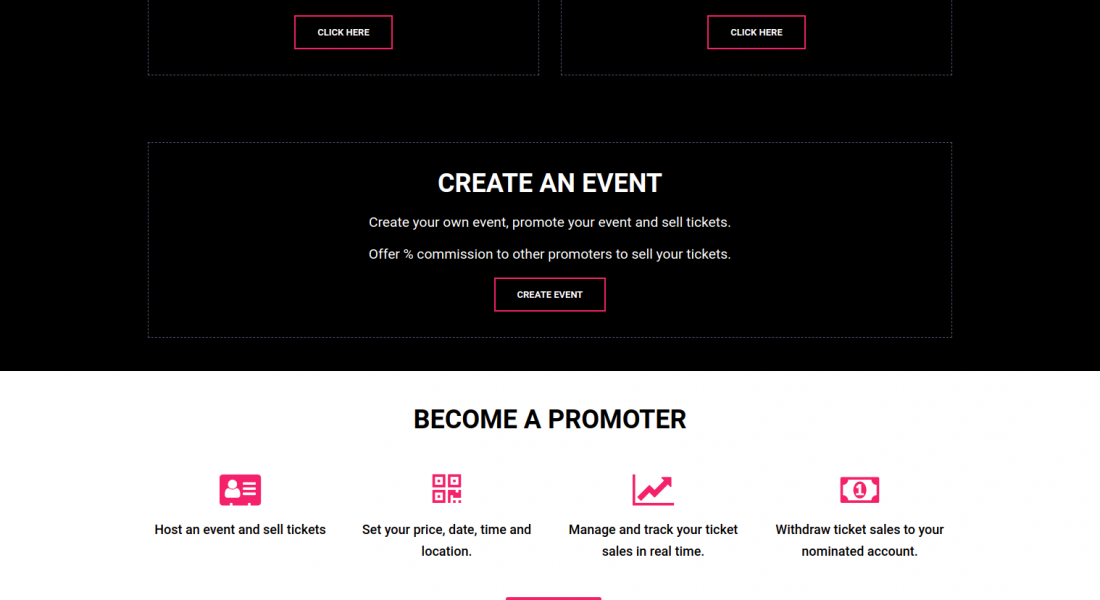 CLICK HERE
CLICK HERE
CREATE AN EVENT
Create your own event, promote your event and sell tickets.
Offer % commission to other promoters to sell your tickets.
CREATE EVENT
BECOME A PROMOTER
1
Host an event and sell tickets
Set your price, date, time and
location.
Manage and track your ticket
sales in real time.
Withdraw ticket sales to your
nominated account.